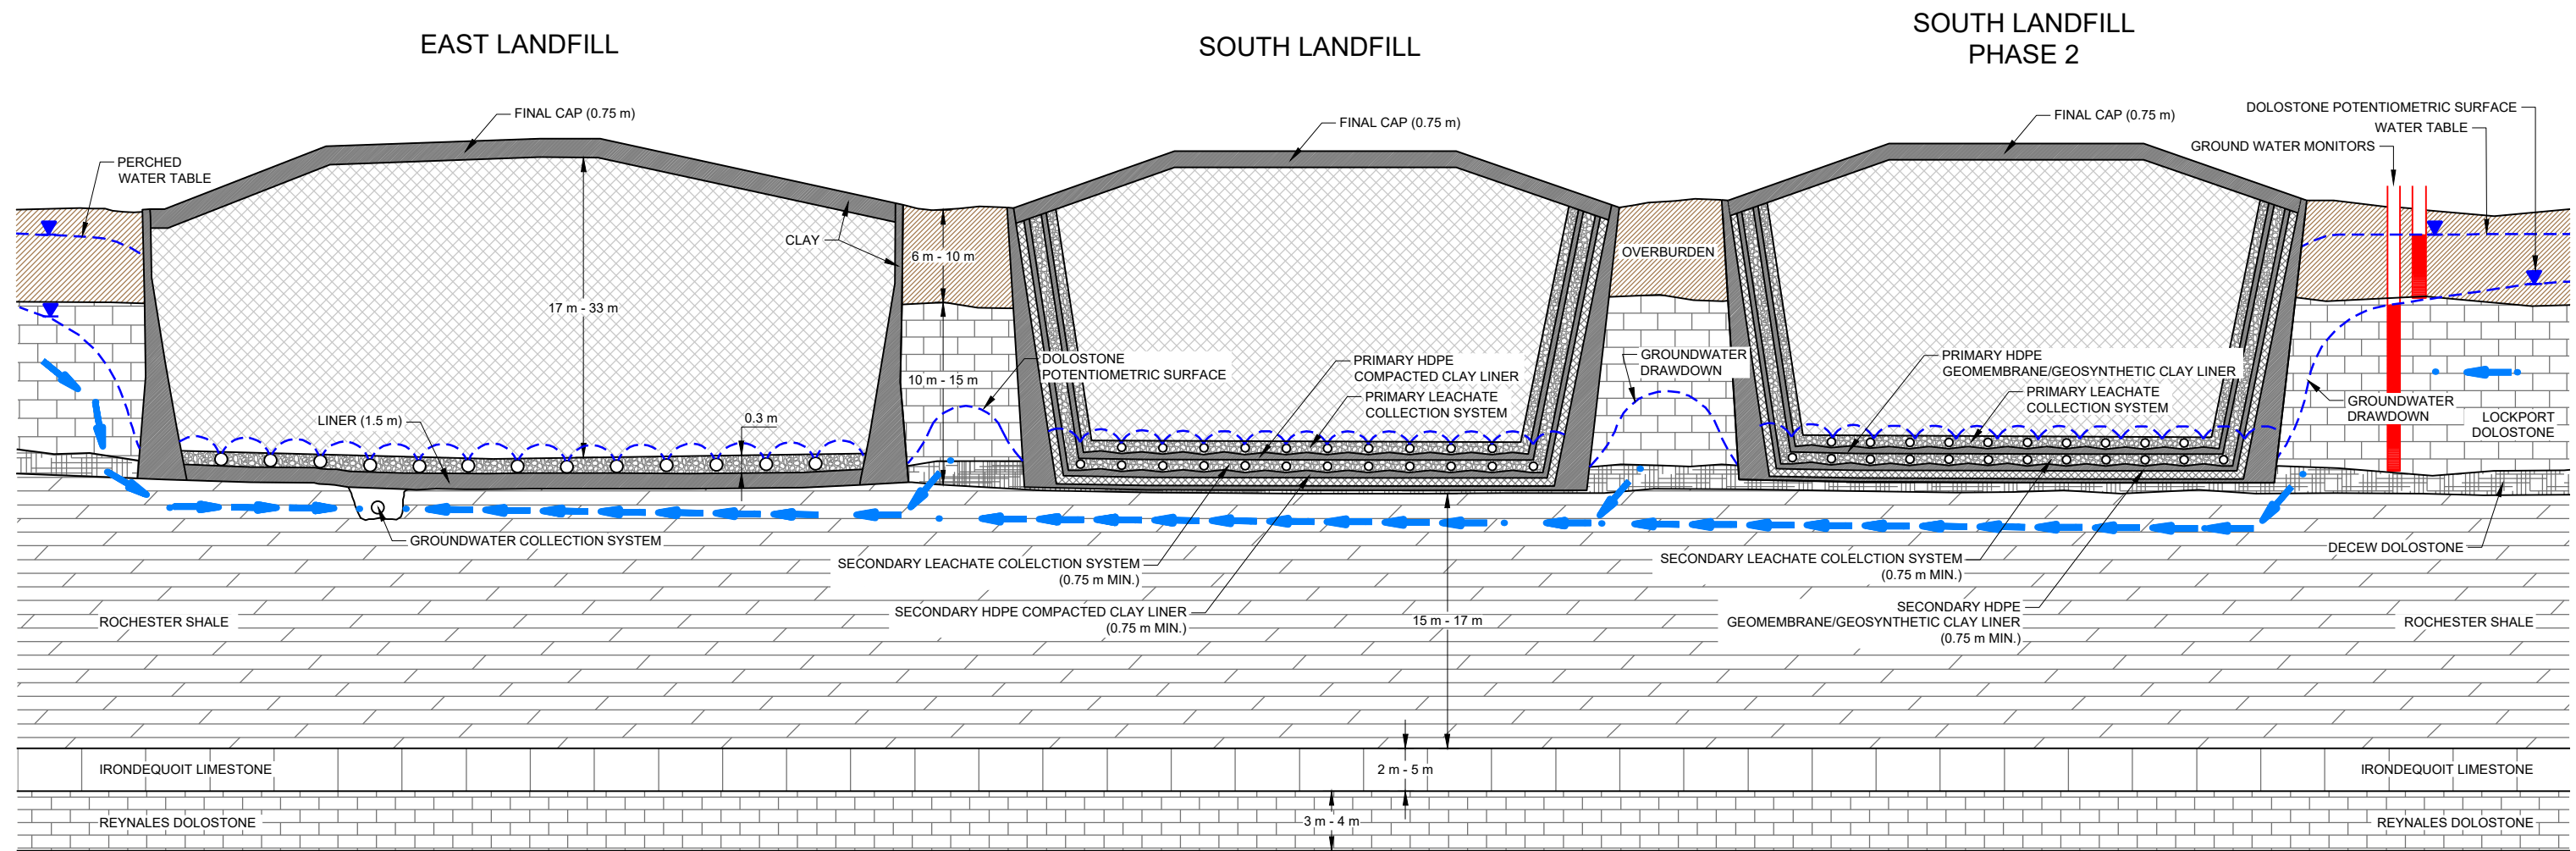 EAST LANDFILL
SOUTH LANDFILL
SOUTH LANDFILL
PHASE 2
FINAL CAP (0.75 m)
FINAL CAP (0.75 m)
FINAL CAP (0.75 m)
DOLOSTONE POTENTIOMETRIC SURFACE
WATER TABLE
GROUND WATER MONITORS
PERCHED
WATER TABLE
CLAY
6 m - 10 m
OVERBURDEN
17 m - 33 m
10 m - 15 m
DOLOSTONE
POTENTIOMETRIC SURFACE
PRIMARY HDPE
COMPACTED CLAY LINER
PRIMARY LEACHATE
COLLECTION SYSTEM
GROUNDWATER
DRAWDOWN
PRIMARY HDPE
GEOMEMBRANE/GEOSYNTHETIC CLAY LINER
PRIMARY LEACHATE
COLLECTION SYSTEM
GROUNDWATER
DRAWDOWN
LOCKPORT
DOLOSTONE
LINER (1.5 m)
0.3 m
GROUNDWATER COLLECTION SYSTEM
SECONDARY LEACHATE COLELCTION SYSTEM
(0.75 m MIN.)
SECONDARY HDPE COMPACTED CLAY LINER
(0.75 m MIN.)
SECONDARY LEACHATE COLELCTION SYSTEM
(0.75 m MIN.)
SECONDARY HDPE
GEOMEMBRANE/GEOSYNTHETIC CLAY LINER
(0.75 m MIN.)
DECEW DOLOSTONE
ROCHESTER SHALE
15 m - 17 m
ROCHESTER SHALE
IRONDEQUOIT LIMESTONE
2 m - 5 m
IRONDEQUOIT LIMESTONE
REYNALES DOLOSTONE
3 m - 4 m
REYNALES DOLOSTONE